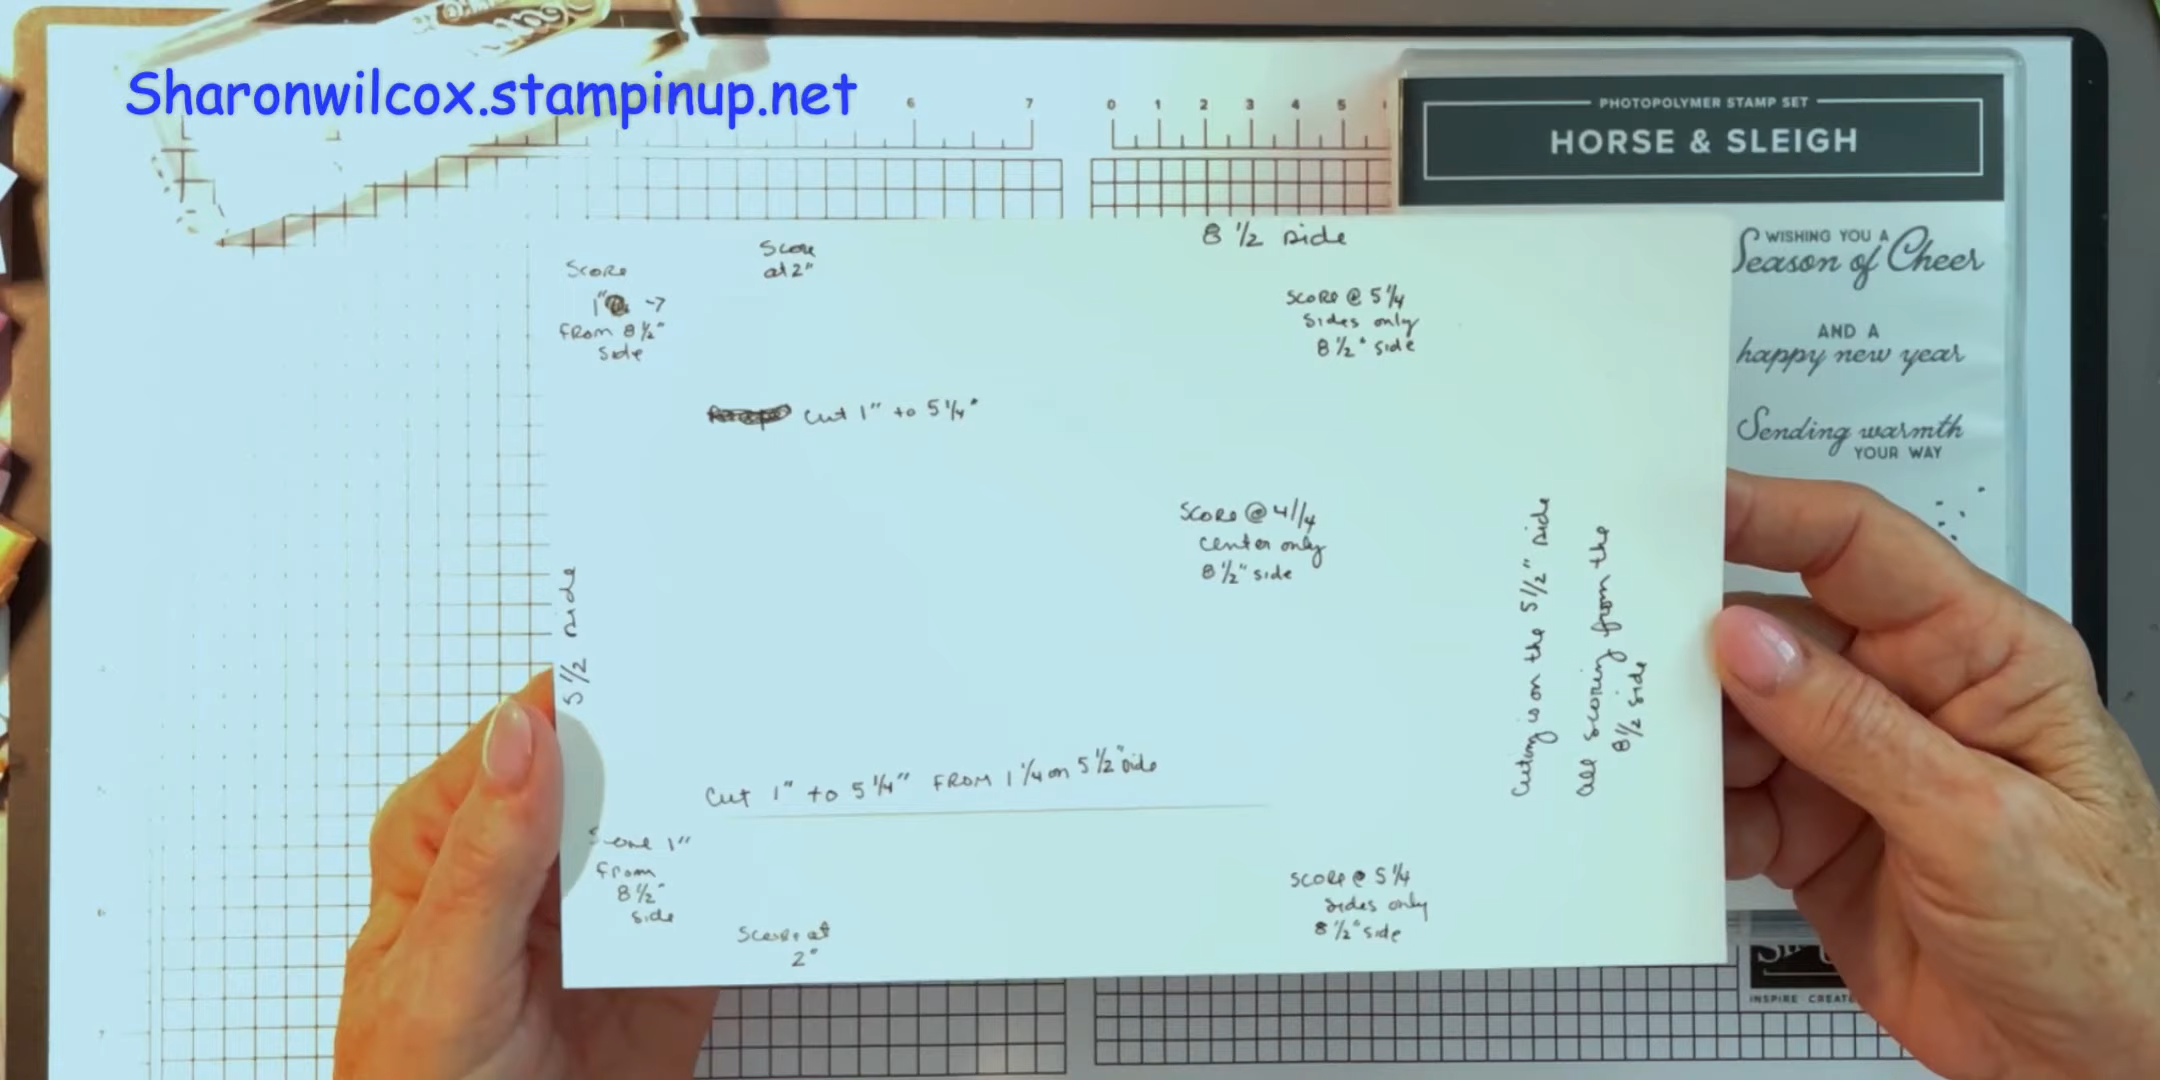 Sharonwilcox.stampinup.net
6 7 0 1 2 3 4 5
PHOTOPOLYMER STAMP SET
HORSE & SLEIGH
WISHING YOU A
Season of Cheer
AND A
happy new year
Sending warmth
YOUR WAY
8 1/2 side
Score
at 2"
Score
1" →
from 8 1/2"
side
Score @ 5 1/4
sides only
8 1/2" side
Cut 1" to 5 1/4"
Score @ 4 1/4
center only
8 1/2" side
5 1/2 side
Cuting is on the 5 1/2" side
All scoring from the
8 1/2 side
Cut 1" to 5 1/4" FROM 1 1/4 on 5 1/2" side
Score 1"
from
8 1/2"
side
Score at
2"
Score @ 5 1/4
sides only
8 1/2" side
INSPIRE CREATE